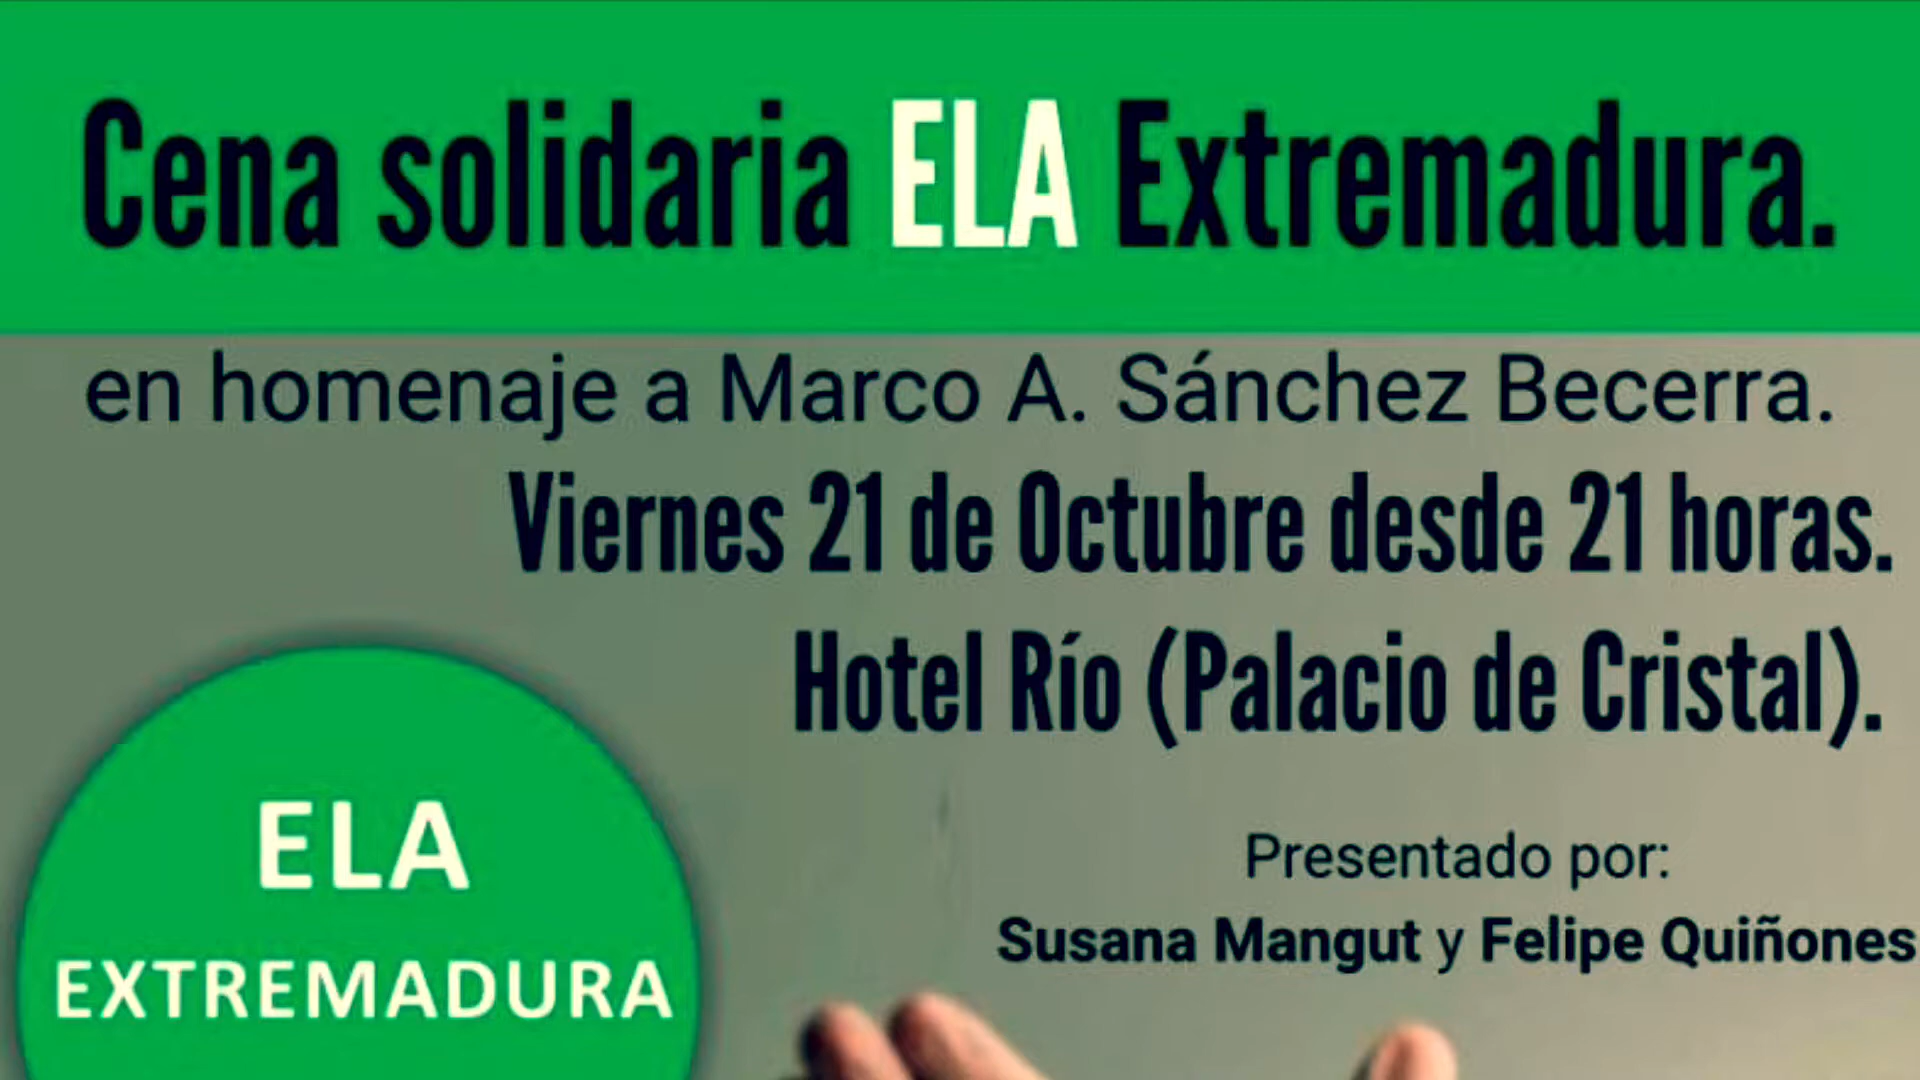 Cena solidaria ELA Extremadura.
en homenaje a Marco A. Sánchez Becerra.
Viernes 21 de Octubre desde 21 horas.
Hotel Río (Palacio de Cristal).
Presentado por:
Susana Mangut y Felipe Quiñones
ELA
EXTREMADURA